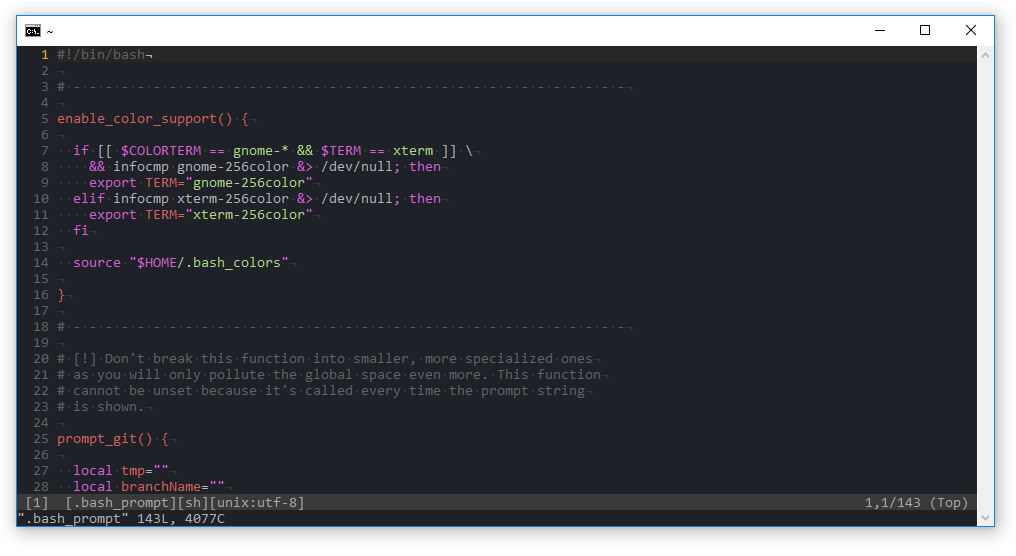 ~
1 #!/bin/bash¬
2 ¬
3 #·-·-·-·-·-·-·-·-·-·-·-·-·-·-·-·-·-·-·-·-·-·-·-·-·-·-·-·-·-·-·-·-·-·-·-¬
4 ¬
5 enable_color_support()·{¬
6 ¬
7 ··if·[[·$COLORTERM·==·gnome-*·&&·$TERM·==·xterm·]]·\¬
8 ····&&·infocmp·gnome-256color·&>·/dev/null;·then¬
9 ····export·TERM="gnome-256color"¬
10 ··elif·infocmp·xterm-256color·&>·/dev/null;·then¬
11 ····export·TERM="xterm-256color"¬
12 ··fi¬
13 ¬
14 ··source·"$HOME/.bash_colors"¬
15 ¬
16 }¬
17 ¬
18 #·-·-·-·-·-·-·-·-·-·-·-·-·-·-·-·-·-·-·-·-·-·-·-·-·-·-·-·-·-·-·-·-·-·-·-¬
19 ¬
20 #·[!]·Don't·break·this·function·into·smaller,·more·specialized·ones¬
21 #·as·you·will·only·pollute·the·global·space·even·more.·This·function¬
22 #·cannot·be·unset·because·it's·called·every·time·the·prompt·string¬
23 #·is·shown.¬
24 ¬
25 prompt_git()·{¬
26 ¬
27 ··local·tmp=""¬
28 ··local·branchName=""¬
[1]  [.bash_prompt][sh][unix:utf-8] 1,1/143 (Top)
".bash_prompt" 143L, 4077C